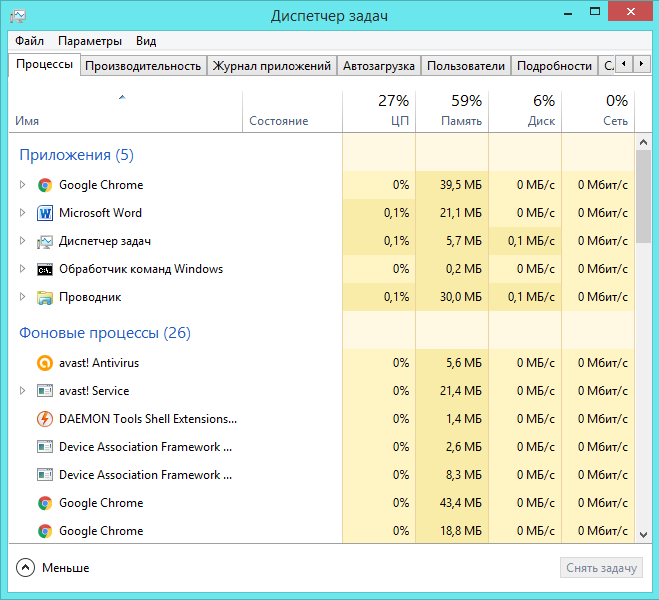 Диспетчер задач
Файл Параметры Вид
Процессы Производительность Журнал приложений Автозагрузка Пользователи Подробности С
27% 59% 6% 0%
Имя Состояние ЦП Память Диск Сеть
Приложения (5)
Google Chrome 0% 39,5 МБ 0 МБ/с 0 Мбит/с
Microsoft Word 0,1% 21,1 МБ 0 МБ/с 0 Мбит/с
Диспетчер задач 0,1% 5,7 МБ 0,1 МБ/с 0 Мбит/с
Обработчик команд Windows 0% 0,2 МБ 0 МБ/с 0 Мбит/с
Проводник 0,1% 30,0 МБ 0,1 МБ/с 0 Мбит/с
Фоновые процессы (26)
avast! Antivirus 0% 5,6 МБ 0 МБ/с 0 Мбит/с
avast! Service 0% 21,4 МБ 0 МБ/с 0 Мбит/с
DAEMON Tools Shell Extensions... 0% 1,4 МБ 0 МБ/с 0 Мбит/с
Device Association Framework ... 0% 2,6 МБ 0 МБ/с 0 Мбит/с
Device Association Framework ... 0% 8,3 МБ 0 МБ/с 0 Мбит/с
Google Chrome 0% 43,4 МБ 0 МБ/с 0 Мбит/с
Google Chrome 0% 18,8 МБ 0 МБ/с 0 Мбит/с
Меньше Снять задачу